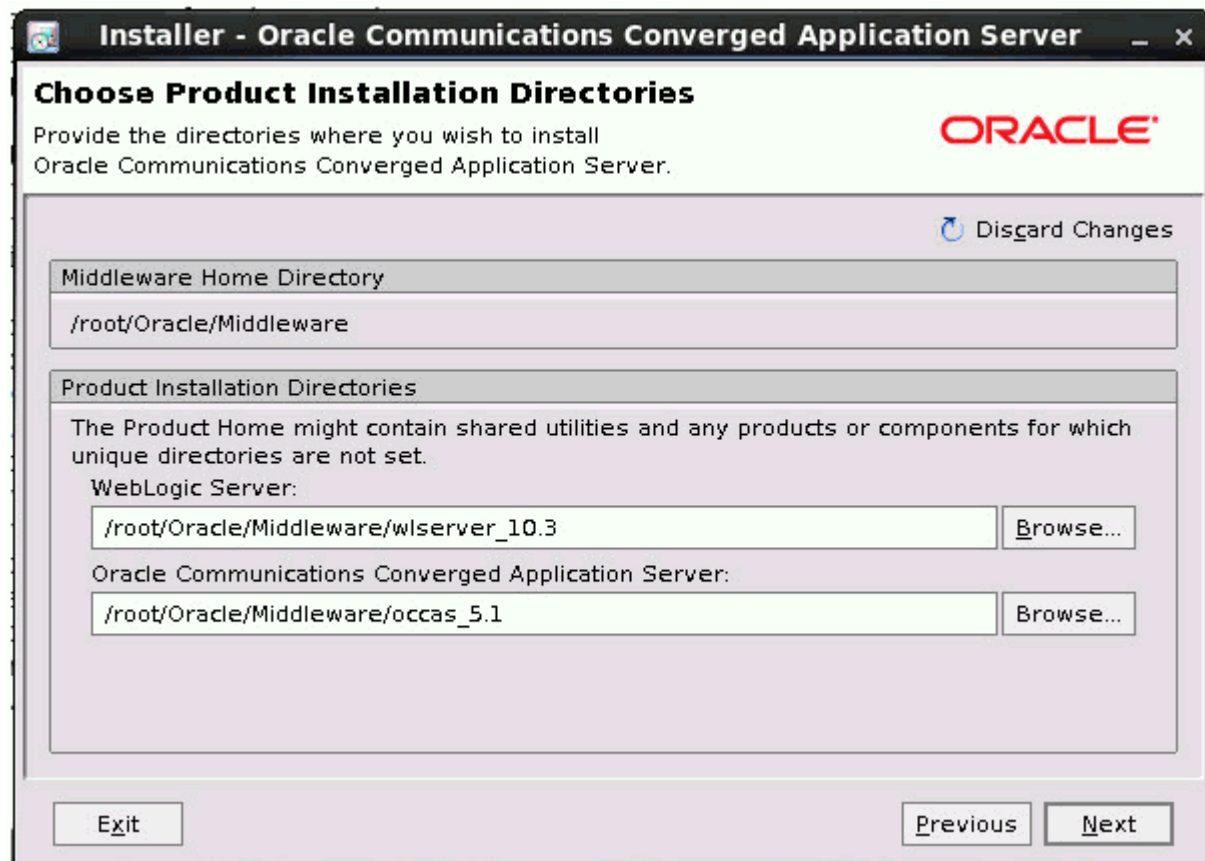 Installer - Oracle Communications Converged Application Server
Choose Product Installation Directories
Provide the directories where you wish to install
Oracle Communications Converged Application Server.
ORACLE
Discard Changes
Middleware Home Directory
/root/Oracle/Middleware
Product Installation Directories
The Product Home might contain shared utilities and any products or components for which
unique directories are not set.
WebLogic Server:
/root/Oracle/Middleware/wlserver_10.3
Browse...
Oracle Communications Converged Application Server:
/root/Oracle/Middleware/occas_5.1
Browse...
Exit
Previous
Next